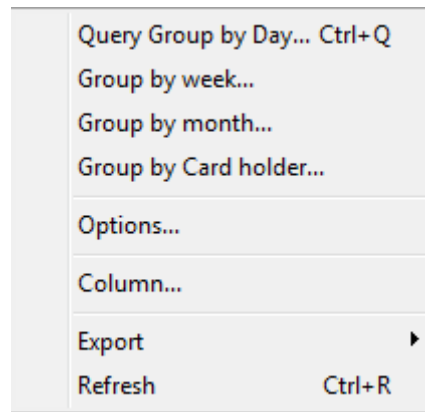 Query Group by Day... Ctrl+Q
Group by week...
Group by month...
Group by Card holder...
Options...
Column...
Export
Refresh Ctrl+R